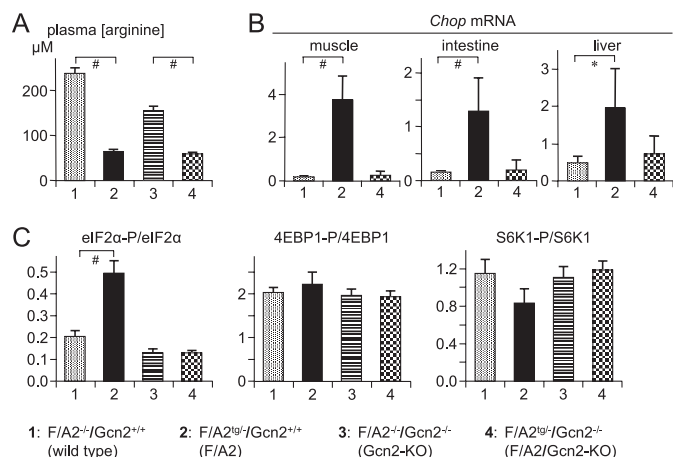 A plasma [arginine]
µM
#
#
200
100
0
1 2 3 4
B Chop mRNA
muscle intestine liver
#
#
*
4
2
0
2
1
0
3
2
1
0
1 2 4
1 2 4
1 2 4
C eIF2α-P/eIF2α 4EBP1-P/4EBP1 S6K1-P/S6K1
#
0.5
0.4
0.3
0.2
0.1
0.0
3
2
1
0
1.2
0.8
0.4
0
1 2 3 4
1 2 3 4
1 2 3 4
1: F/A2-/-/Gcn2+/+ 2: F/A2tg/-/Gcn2+/+ 3: F/A2-/-/Gcn2-/- 4: F/A2tg/-/Gcn2-/-
(wild type) (F/A2) (Gcn2-KO) (F/A2/Gcn2-KO)